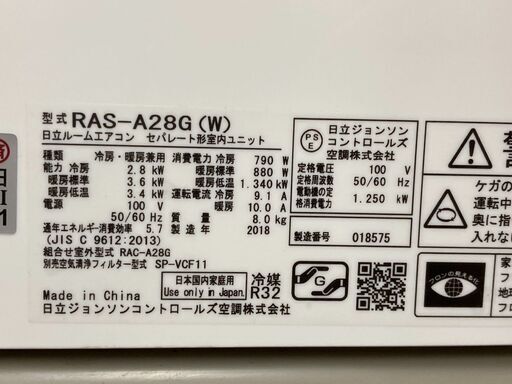 型式 RAS-A28G(W)
日立ルームエアコン セパレート形室内ユニット
種類 冷房・暖房兼用
能力 冷房 2.8 kW
暖房標準 3.6 kW
暖房低温 3.4 kW
電源 100 V
50/60 Hz
消費電力 冷房 790 W
暖房標準 880 W
暖房低温 1.340 kW
運転電流 冷房 9.1 A
暖房 10.0 A
質量 8.0 kg
通年エネルギー消費効率 5.7
製造年 2018
(JIS C 9612:2013)
組合せ室外型式 RAC-A28G
別売空気清浄フィルター型式 SP-VCF11
Made in China
日本国内家庭用
Use only in Japan.
冷媒
R32
日立ジョンソンコントロールズ空調株式会社
PS
E
日立ジョンソン
コントロールズ
空調株式会社
定格電圧 100 V
定格周波数 50/60 Hz
電動機の定
格消費電力 1.250 kW
製造番号 018575
G
フロンの見える化
ケガの
運転中
奥に指
入れな